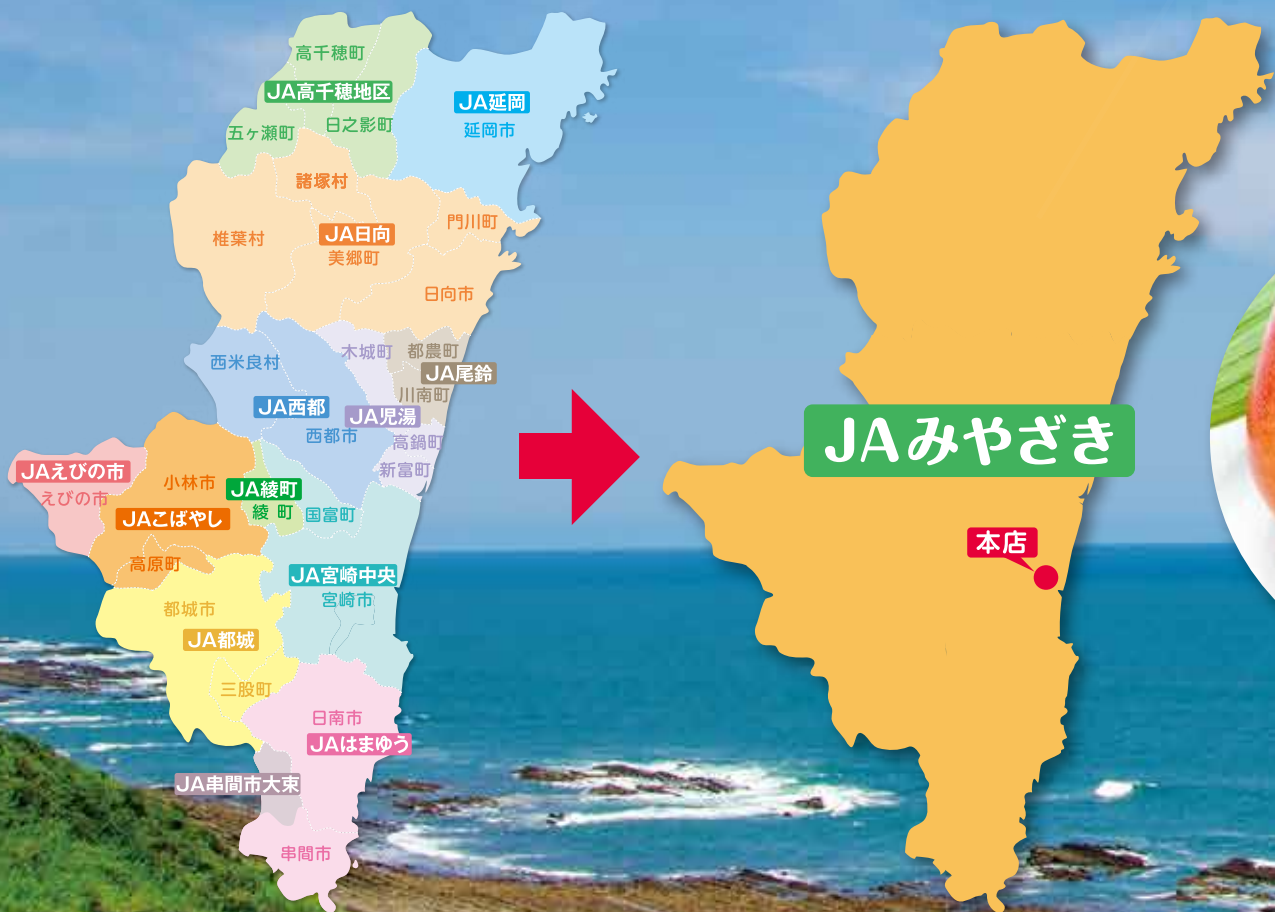 高千穂町
JA高千穂地区
五ヶ瀬町
日之影町
JA延岡
延岡市
諸塚村
椎葉村
JA日向
美郷町
門川町
日向市
西米良村
木城町
都農町
JA尾鈴
川南町
JA西都
西都市
JA児湯
高鍋町
新富町
JAえびの市
えびの市
小林市
JAこばやし
高原町
JA綾町
綾 町
国富町
JA宮崎中央
宮崎市
都城市
JA都城
三股町
日南市
JAはまゆう
JA串間市大束
串間市
JAみやざき
本店